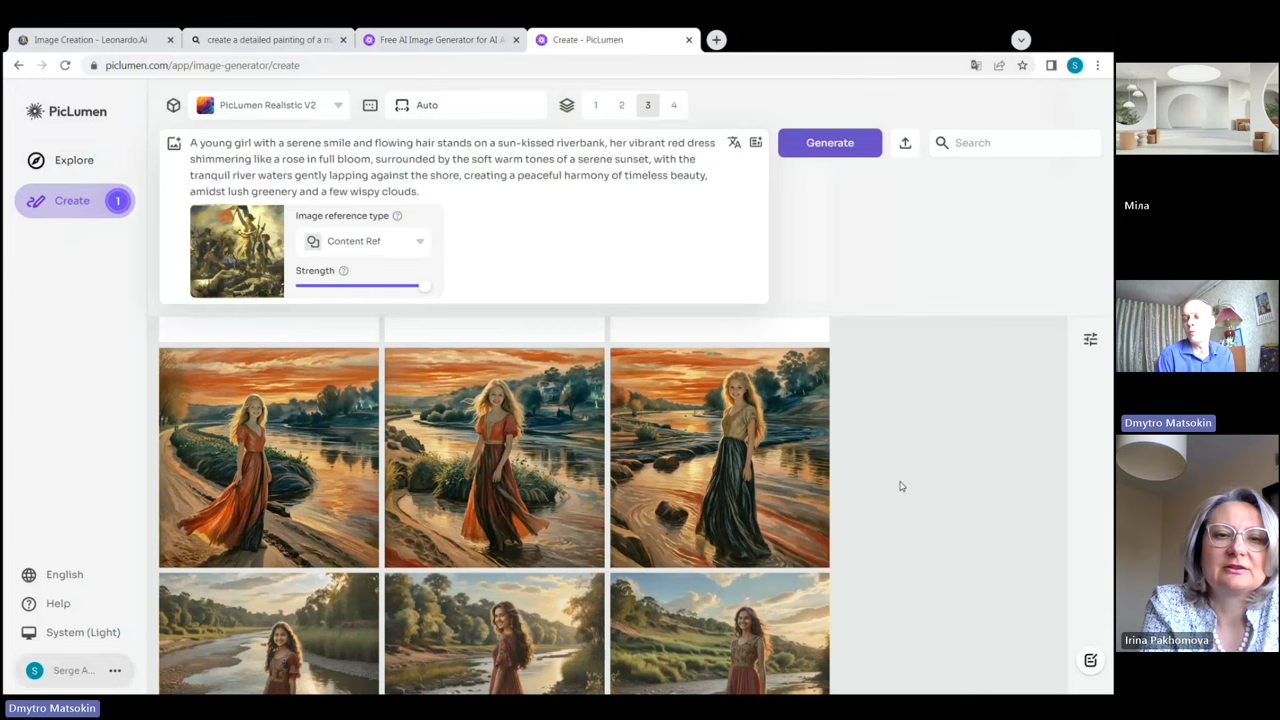 Image Creation - Leonardo.Ai
create a detailed painting of a m
Free AI Image Generator for AI A
Create - PicLumen
piclumen.com/app/image-generator/create
S
PicLumen
PicLumen Realistic V2
Auto
1 2 3 4
Explore
Create 1
A young girl with a serene smile and flowing hair stands on a sun-kissed riverbank, her vibrant red dress
shimmering like a rose in full bloom, surrounded by the soft warm tones of a serene sunset, with the
tranquil river waters gently lapping against the shore, creating a peaceful harmony of timeless beauty,
amidst lush greenery and a few wispy clouds.
Generate
Search
Image reference type
Content Ref
Strength
English
Help
System (Light)
S Serge A...
Міла
Dmytro Matsokin
Irina Pakhomova
Dmytro Matsokin